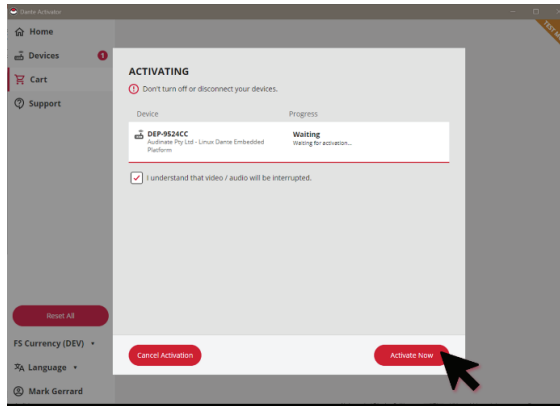 Dante Activator
TEST M
Home
Devices
1
Cart
Support
ACTIVATING
Don't turn off or disconnect your devices.
Device Progress
DEP-9524CC Waiting
Audinate Pty Ltd - Linux Dante Embedded Waiting for activation...
Platform
I understand that video / audio will be interrupted.
Reset All
Cancel Activation Activate Now
FS Currency (DEV)
Language
Mark Gerrard